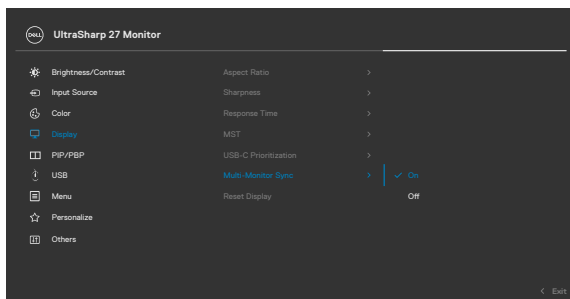 DELL UltraSharp 27 Monitor
Brightness/Contrast Aspect Ratio >
Input Source Sharpness >
Color Response Time >
Display MST >
PIP/PBP USB-C Prioritization >
USB Multi-Monitor Sync > ✓ On
Menu Reset Display Off
Personalize
Others
< Exit